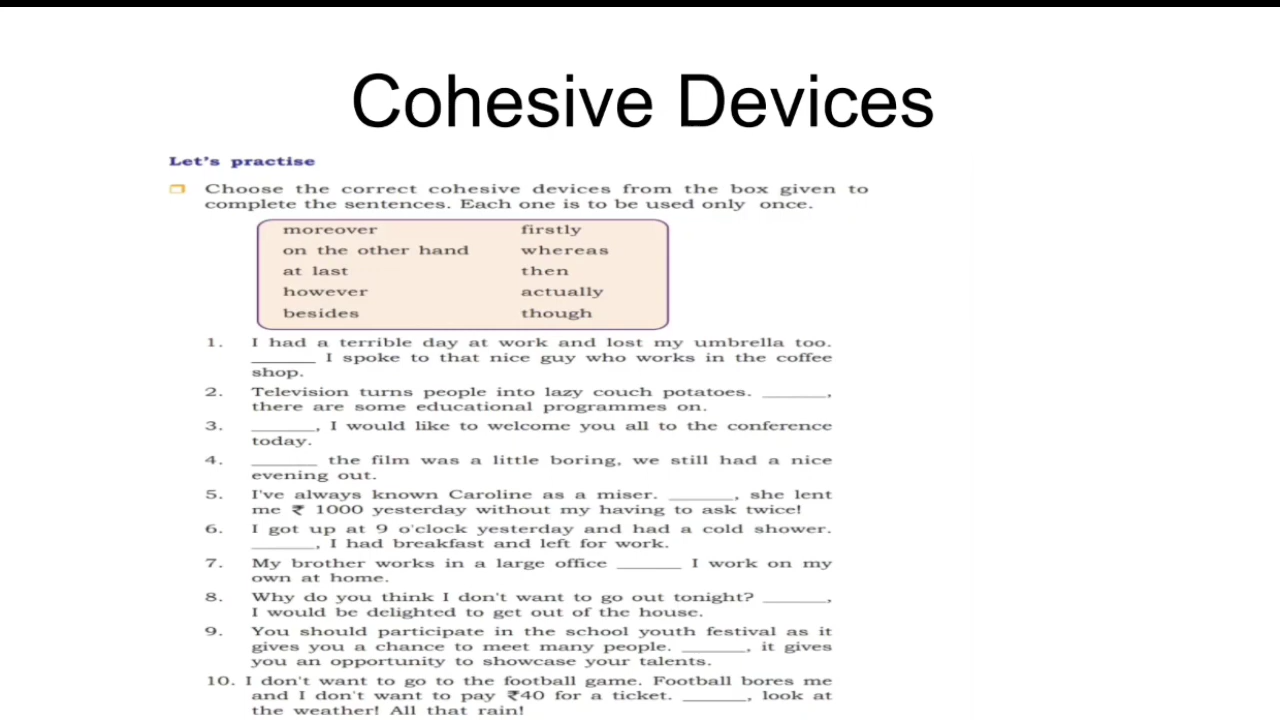 Cohesive Devices
Let's practise
Choose the correct cohesive devices from the box given to
complete the sentences. Each one is to be used only once.
moreover firstly
on the other hand whereas
at last then
however actually
besides though
1. I had a terrible day at work and lost my umbrella too.
______ I spoke to that nice guy who works in the coffee
shop.
2. Television turns people into lazy couch potatoes. ______,
there are some educational programmes on.
3. ______, I would like to welcome you all to the conference
today.
4. ______ the film was a little boring, we still had a nice
evening out.
5. I've always known Caroline as a miser. ______, she lent
me ₹ 1000 yesterday without my having to ask twice!
6. I got up at 9 o'clock yesterday and had a cold shower.
______, I had breakfast and left for work.
7. My brother works in a large office ______ I work on my
own at home.
8. Why do you think I don't want to go out tonight? ______,
I would be delighted to get out of the house.
9. You should participate in the school youth festival as it
gives you a chance to meet many people. ______, it gives
you an opportunity to showcase your talents.
10. I don't want to go to the football game. Football bores me
and I don't want to pay ₹40 for a ticket. ______, look at
the weather! All that rain!